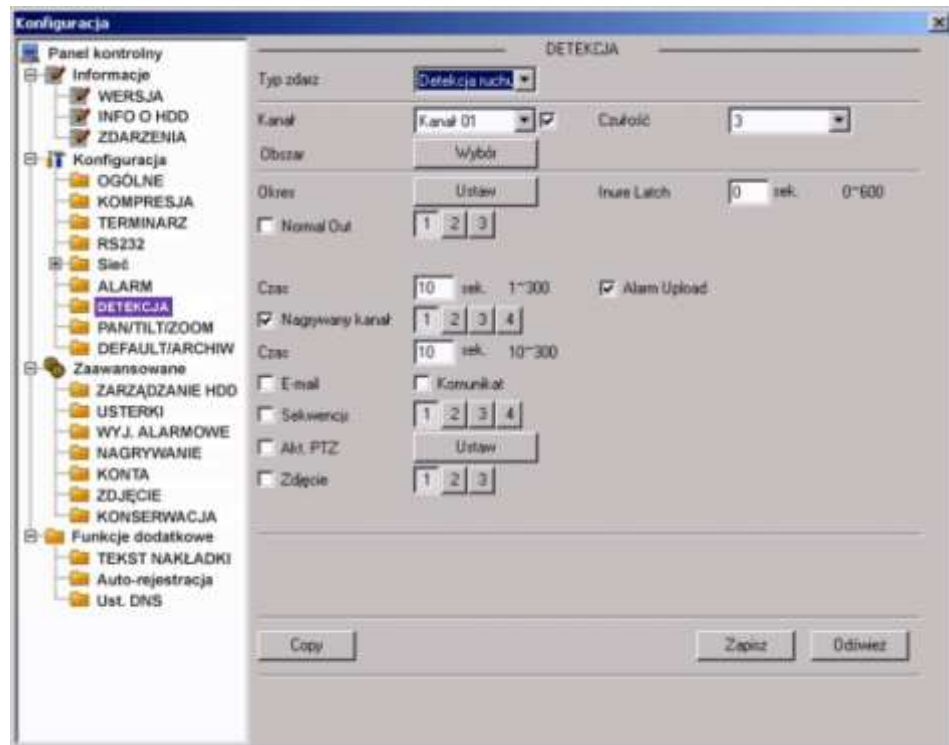 Konfiguracja
Panel kontrolny
Informacje
WERSJA
INFO O HDD
ZDARZENIA
Konfiguracja
OGÓLNE
KOMPRESJA
TERMINARZ
RS232
Sieć
ALARM
DETEKCJA
PAN/TILT/ZOOM
DEFAULT/ARCHIW
Zaawansowane
ZARZĄDZANIE HDD
USTERKI
WYJ. ALARMOWE
NAGRYWANIE
KONTA
ZDJĘCIE
KONSERWACJA
Funkcje dodatkowe
TEKST NAKŁADKI
Auto-rejestracja
Ust. DNS
DETEKCJA
Typ zdarz Detekcja ruchu
Kanał Kanał 01 Czułość 3
Obszar Wybór
Okres Ustaw Inure Latch 0 sek. 0~600
Normal Out 1 2 3
Czas 10 sek. 1~300 Alarm Upload
Nagrywany kanał 1 2 3 4
Czas 10 sek. 10~300
E-mail Komunikat
Sekwencja 1 2 3 4
Akt. PTZ Ustaw
Zdjęcie 1 2 3
Copy Zapisz Odśwież